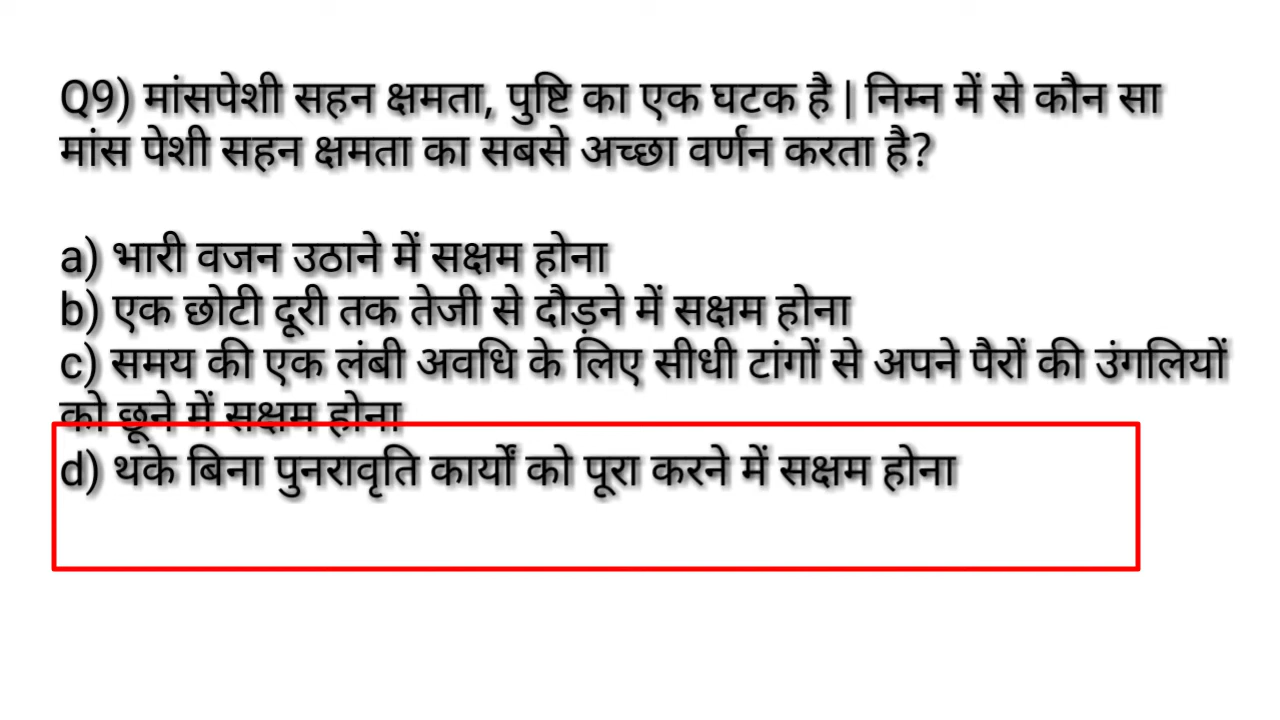 Q9) मांसपेशी सहन क्षमता, पुष्टि का एक घटक है | निम्न में से कौन सा
मांस पेशी सहन क्षमता का सबसे अच्छा वर्णन करता है?
a) भारी वजन उठाने में सक्षम होना
b) एक छोटी दूरी तक तेजी से दौड़ने में सक्षम होना
c) समय की एक लंबी अवधि के लिए सीधी टांगों से अपने पैरों की उंगलियों
को छूने में सक्षम होना
d) थके बिना पुनरावृति कार्यों को पूरा करने में सक्षम होना